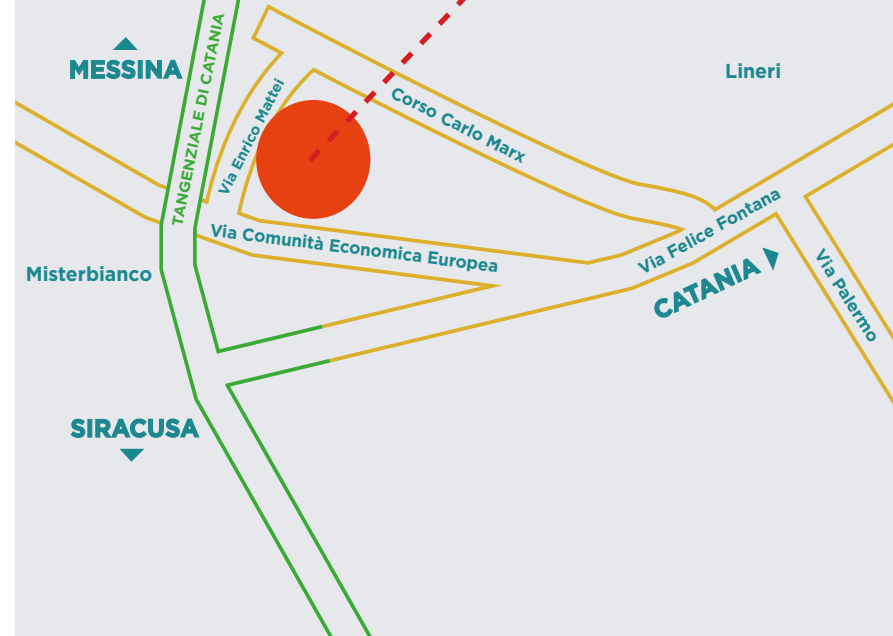 MESSINA
TANGENZIALE DI CATANIA
Via Enrico Mattei
Corso Carlo Marx
Lineri
Via Comunità Economica Europea
Via Felice Fontana
Misterbianco
CATANIA
Via Palermo
SIRACUSA